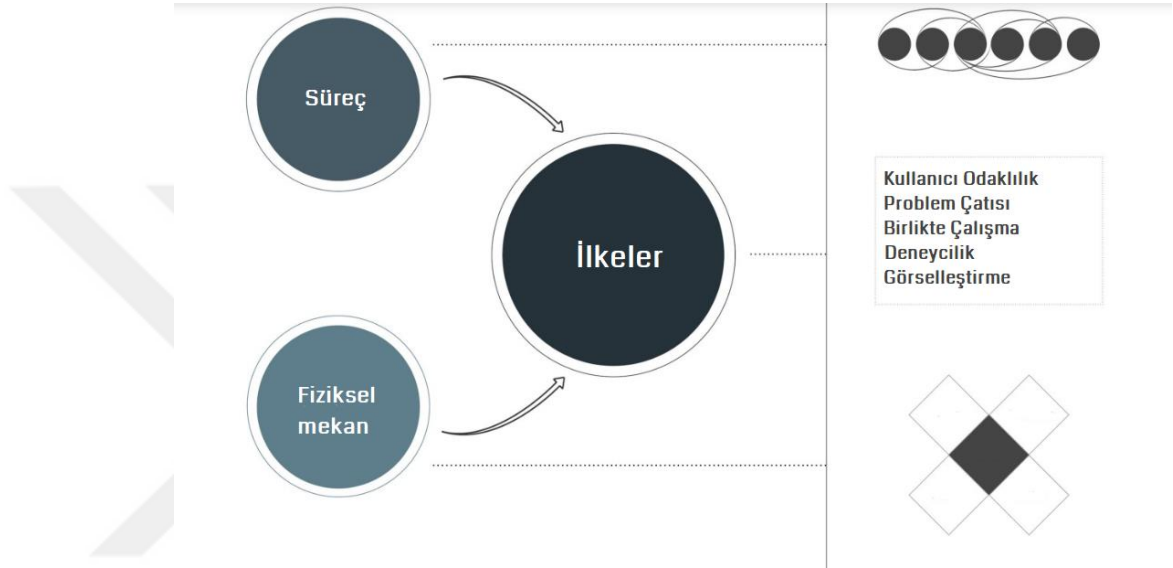 Süreç
İlkeler
Fiziksel
mekan
Kullanıcı Odaklılık
Problem Çatısı
Birlikte Çalışma
Deneycilik
Görselleştirme